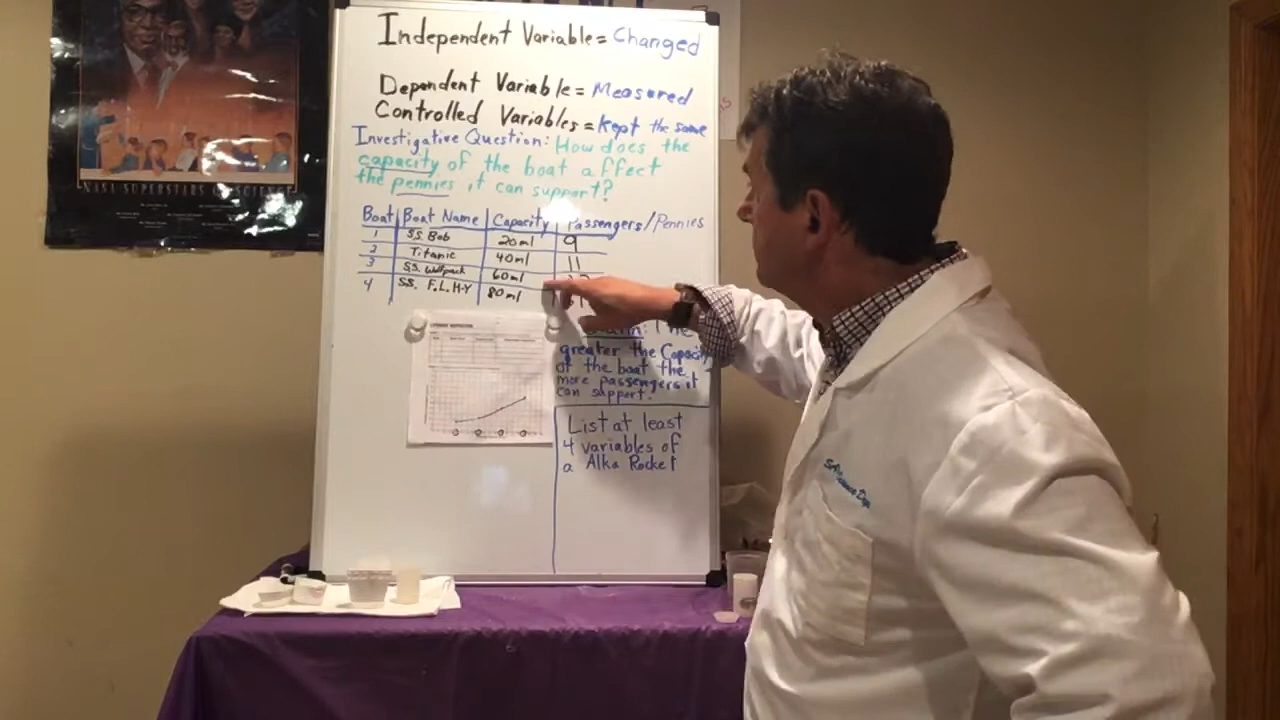 NASA SUPERSTARS OF SCIENCE
Independent Variable = Changed
Dependent Variable = Measured
Controlled Variables = Kept the same
Investigative Question: How does the
capacity of the boat affect
the pennies it can support?
Boat Boat Name Capacity Passengers/Pennies
1 S.S. Bob 20ml 9
2 Titanic 40ml 11
3 S.S. Wolfpack 60ml
4 S.S. F.L.H-Y 80ml
greater the Capacity
of the boat the
more passengers it
can support.
List at least
4 variables of
a Alka Rocket